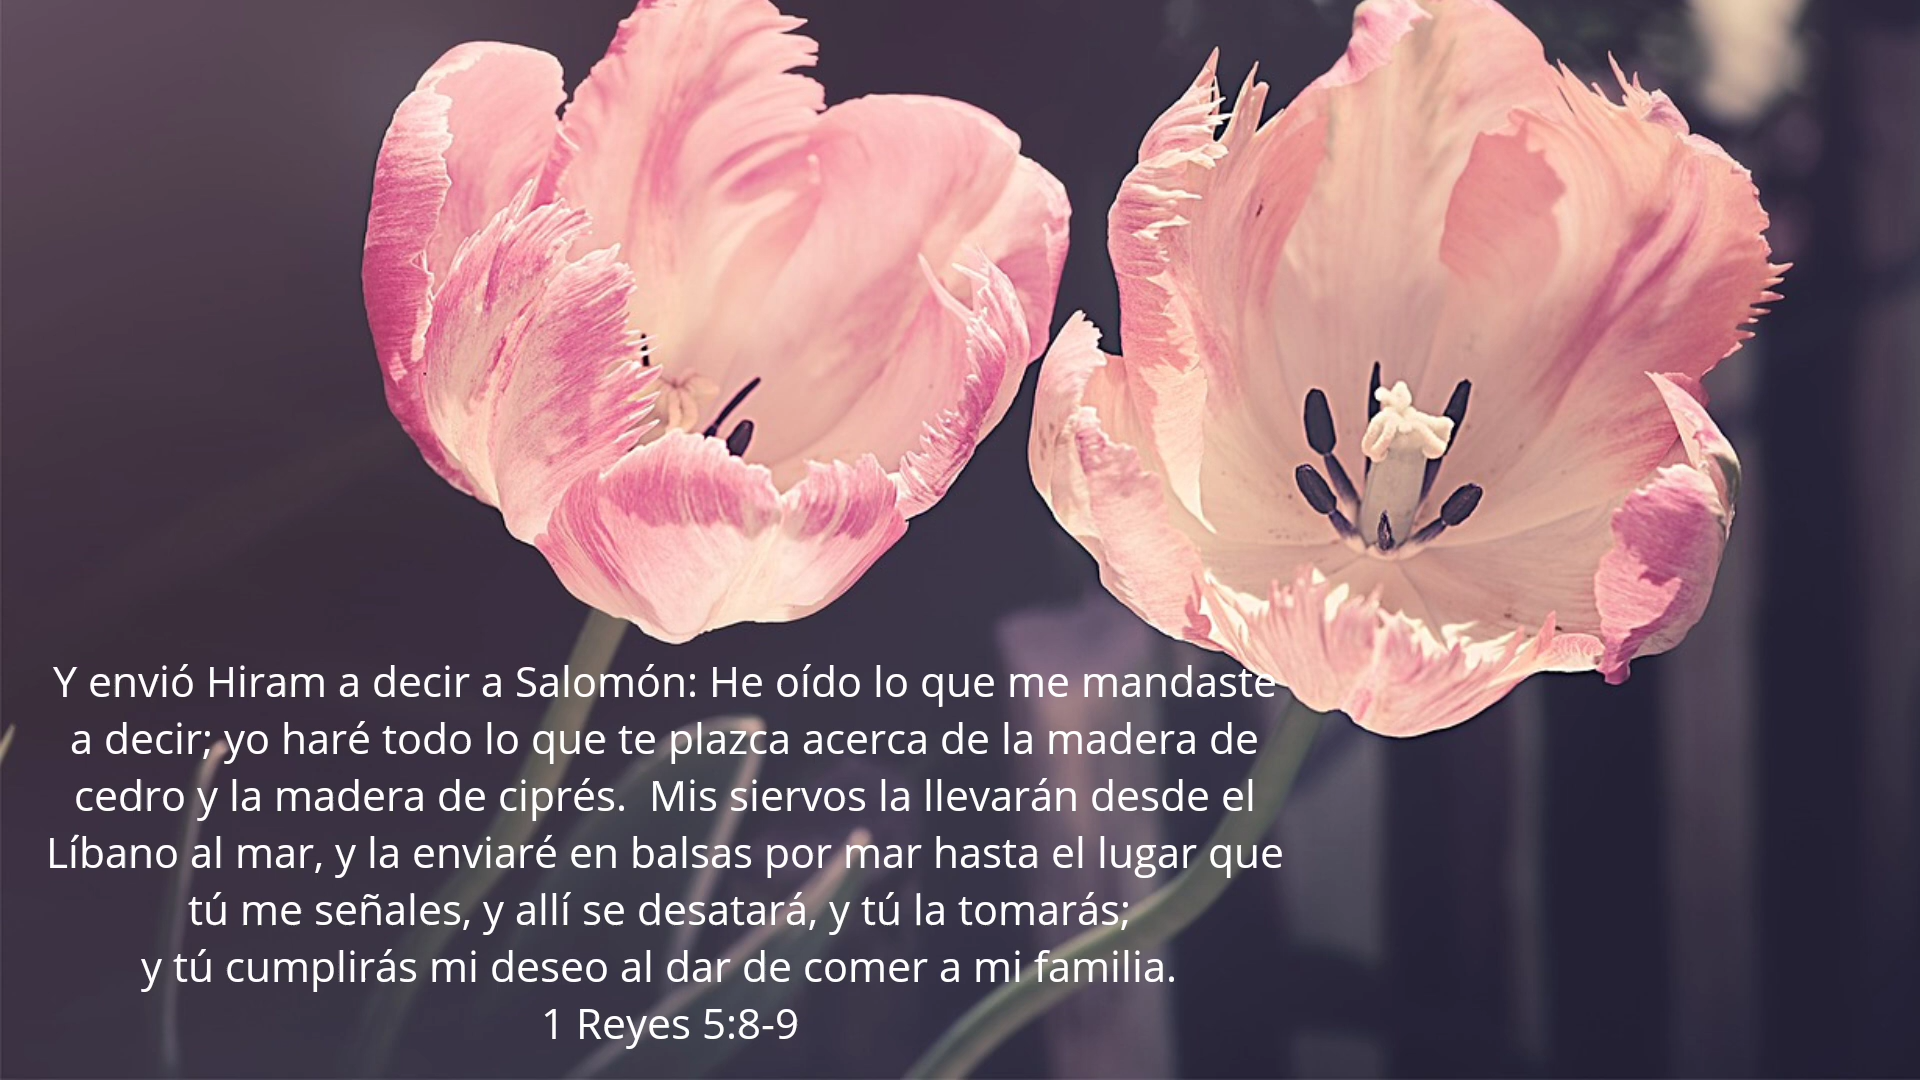 Y envió Hiram a decir a Salomón: He oído lo que me mandaste
a decir; yo haré todo lo que te plazca acerca de la madera de
cedro y la madera de ciprés.  Mis siervos la llevarán desde el
Líbano al mar, y la enviaré en balsas por mar hasta el lugar que
tú me señales, y allí se desatará, y tú la tomarás;
y tú cumplirás mi deseo al dar de comer a mi familia.
1 Reyes 5:8-9